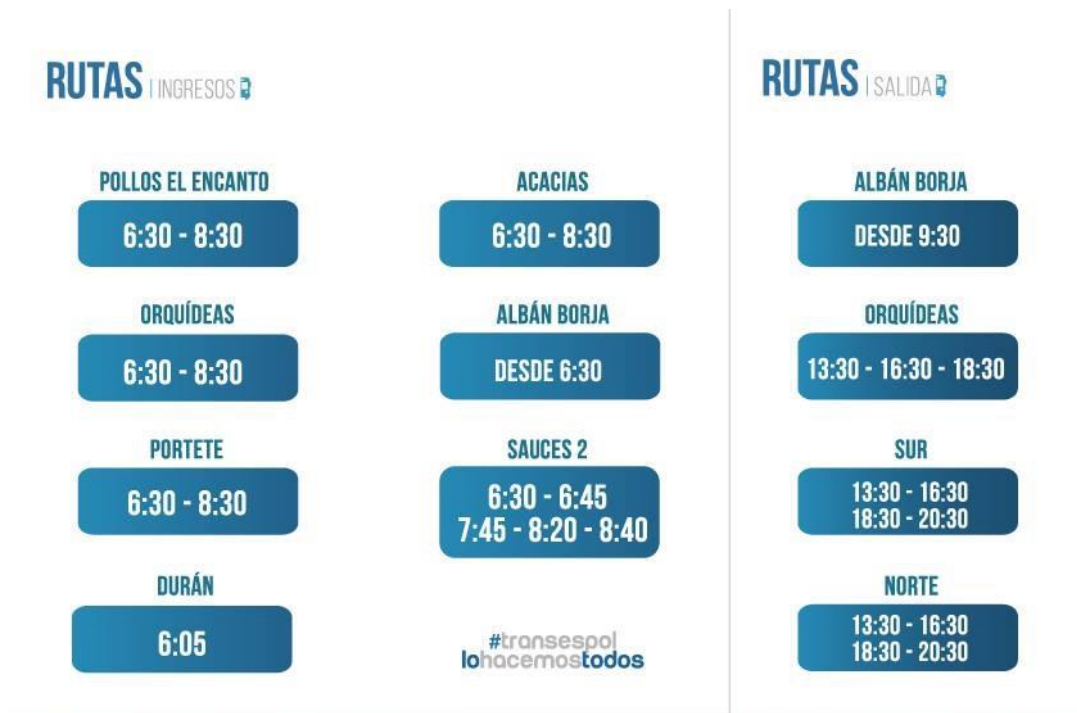 RUTAS | INGRESOS
POLLOS EL ENCANTO
6:30 - 8:30
ORQUÍDEAS
6:30 - 8:30
PORTETE
6:30 - 8:30
DURÁN
6:05
ACACIAS
6:30 - 8:30
ALBÁN BORJA
DESDE 6:30
SAUCES 2
6:30 - 6:45
7:45 - 8:20 - 8:40
#transespol
lohacemostodos
RUTAS | SALIDA
ALBÁN BORJA
DESDE 9:30
ORQUÍDEAS
13:30 - 16:30 - 18:30
SUR
13:30 - 16:30
18:30 - 20:30
NORTE
13:30 - 16:30
18:30 - 20:30